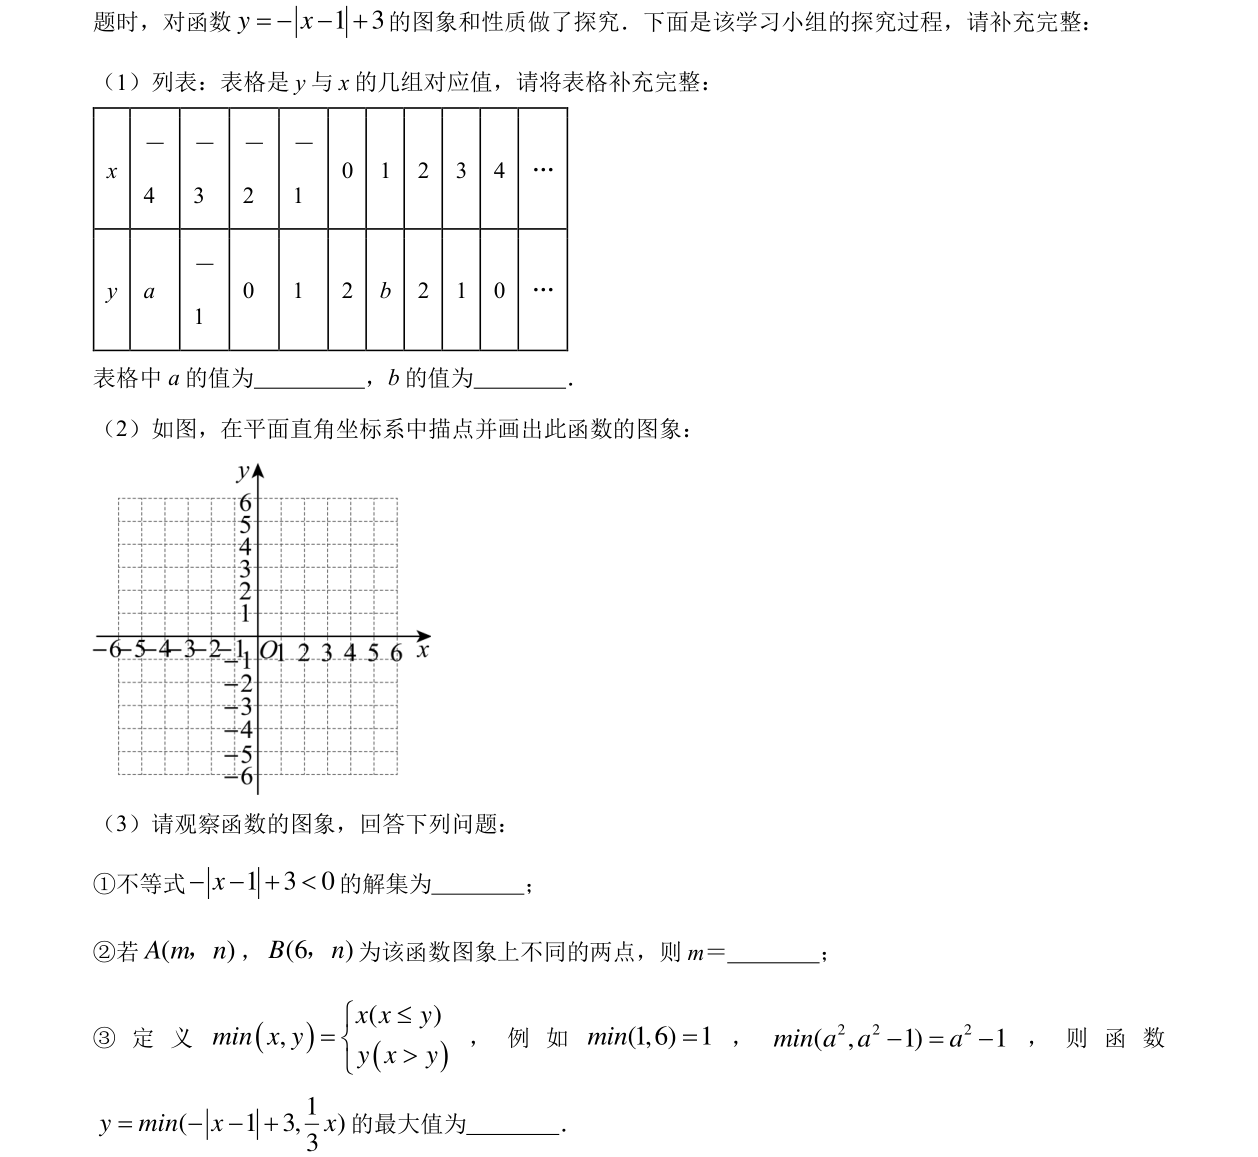 题时，对函数 y=−|x−1|+3 的图象和性质做了探究．下面是该学习小组的探究过程，请补充完整：
（1）列表：表格是 y 与 x 的几组对应值，请将表格补充完整：
x －4 －3 －2 －1 0 1 2 3 4 …
y a －1 0 1 2 b 2 1 0 …
表格中 a 的值为__________，b 的值为________．
（2）如图，在平面直角坐标系中描点并画出此函数的图象：
y
6
5
4
3
2
1
−6 −5 −4 −3 −2 −1 O 1 2 3 4 5 6 x
−1
−2
−3
−4
−5
−6
（3）请观察函数的图象，回答下列问题：
①不等式 −|x−1|+3<0 的解集为________；
②若 A(m，n)，B(6，n) 为该函数图象上不同的两点，则 m＝________；
③ 定 义 min(x,y)={x(x≤y) y(x>y) ， 例 如 min(1,6)=1 ， min(a²,a²−1)=a²−1 ， 则 函 数
y=min(−|x−1|+3,1/3 x) 的最大值为________．